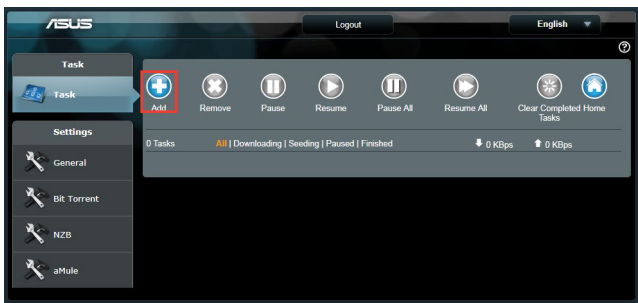 ASUS
Logout
English
Task
Task
Add
Remove
Pause
Resume
Pause All
Resume All
Clear Completed Tasks
Home
0 Tasks
All | Downloading | Seeding | Paused | Finished
0 KBps
0 KBps
Settings
General
Bit Torrent
NZB
aMule